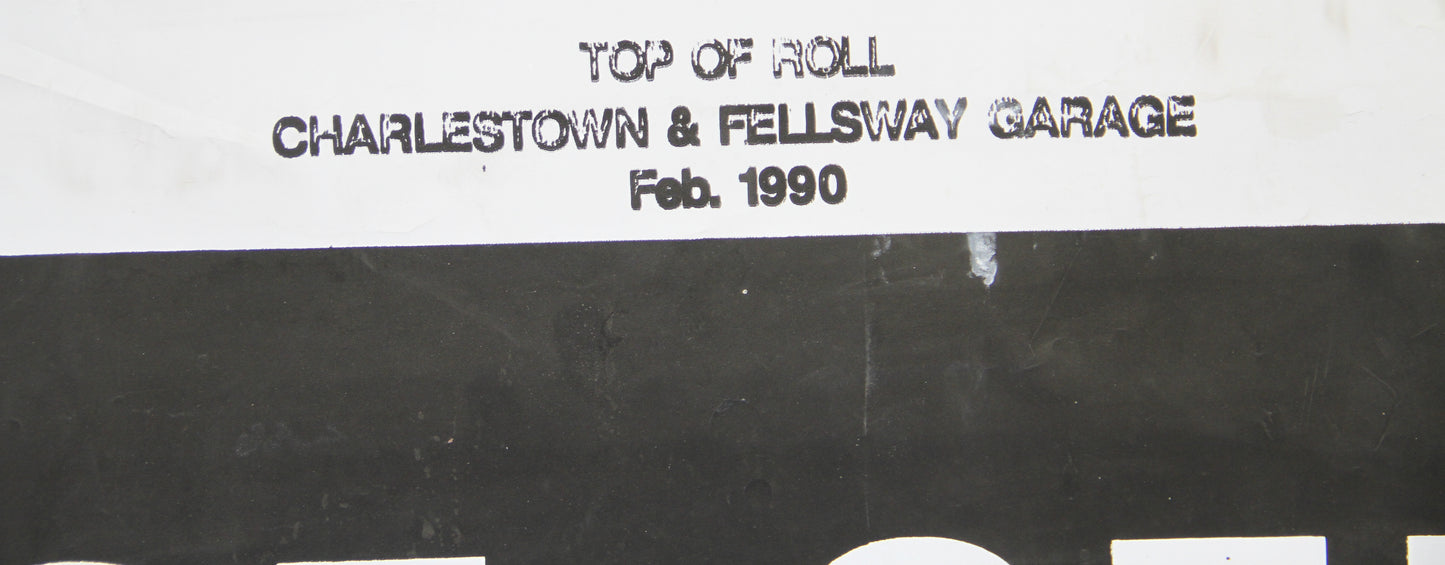 TOP OF ROLL
CHARLESTOWN & FELLSWAY GARAGE
Feb. 1990